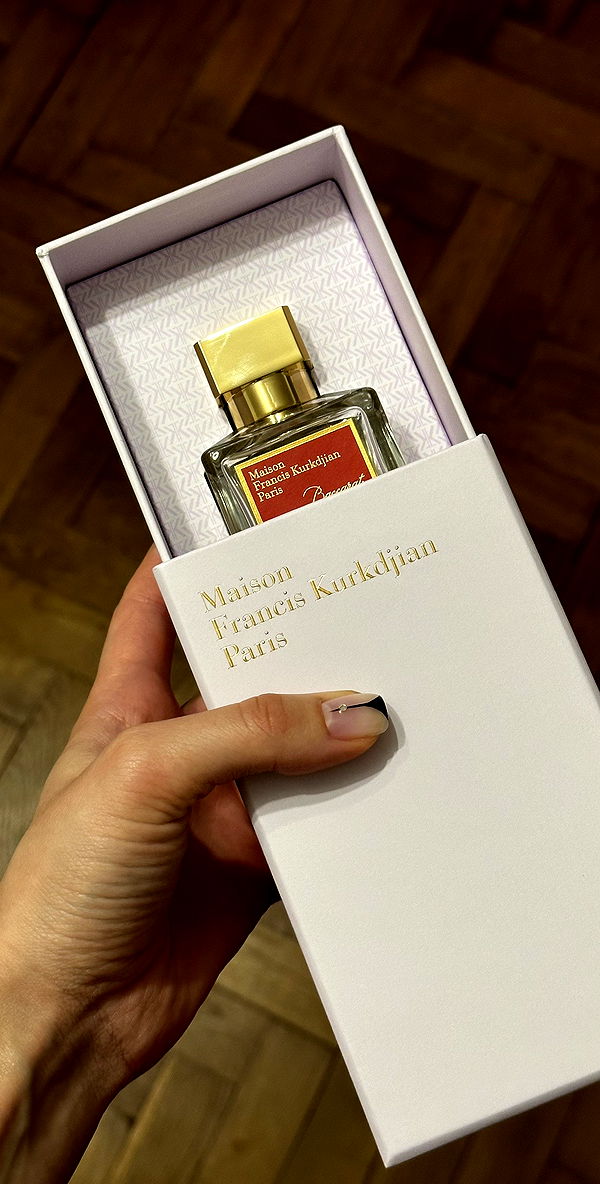 Maison
Francis Kurkdjian
Paris
Baccarat
Maison
Francis Kurkdjian
Paris